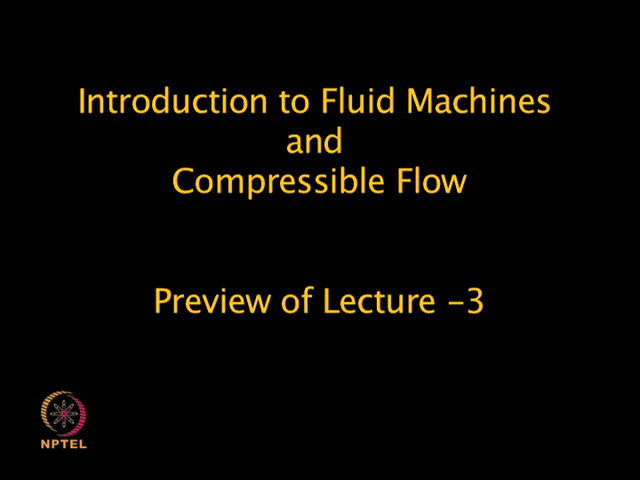 Introduction to Fluid Machines
and
Compressible Flow
Preview of Lecture -3
NPTEL